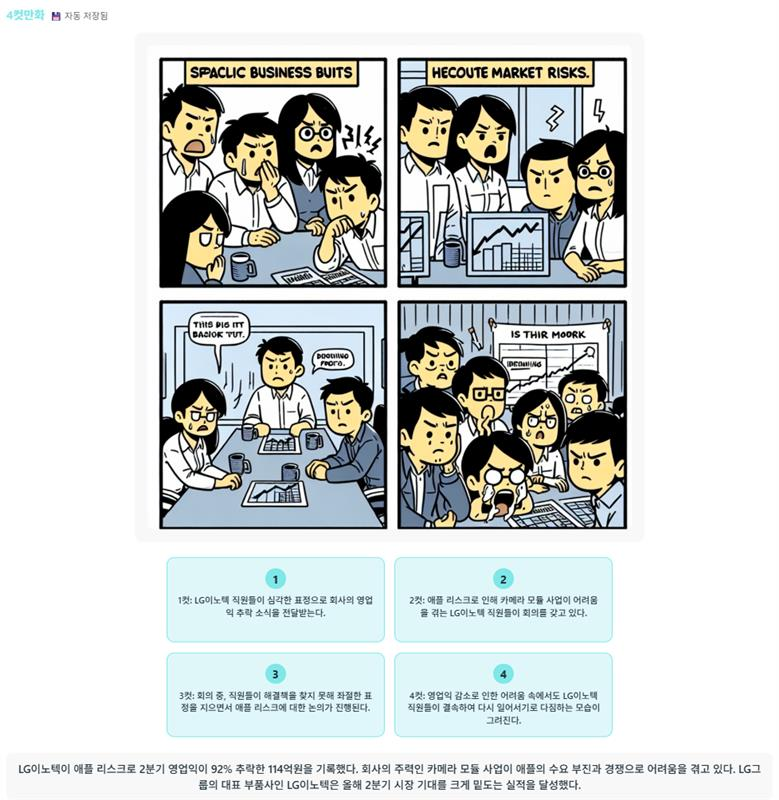 4컷만화 자동 저장됨
SPACLIC BUSINESS BUITS
HECOUTE MARKET RISKS.
THIS DIG ITT
BACIOK TUT.
IS THIR MOORK
1
1컷: LG이노텍 직원들이 심각한 표정으로 회사의 영업
익 추락 소식을 전달받는다.
2
2컷: 애플 리스크로 인해 카메라 모듈 사업이 어려움
을 겪는 LG이노텍 직원들이 회의를 갖고 있다.
3
3컷: 회의 중, 직원들이 해결책을 찾지 못해 좌절한 표
정을 지으면서 애플 리스크에 대한 논의가 진행된다.
4
4컷: 영업익 감소로 인한 어려움 속에서도 LG이노텍
직원들이 결속하여 다시 일어서기로 다짐하는 모습이
그려진다.
LG이노텍이 애플 리스크로 2분기 영업익이 92% 추락한 114억원을 기록했다. 회사의 주력인 카메라 모듈 사업이 애플의 수요 부진과 경쟁으로 어려움을 겪고 있다. LG그
룹의 대표 부품사인 LG이노텍은 올해 2분기 시장 기대를 크게 밑도는 실적을 달성했다.